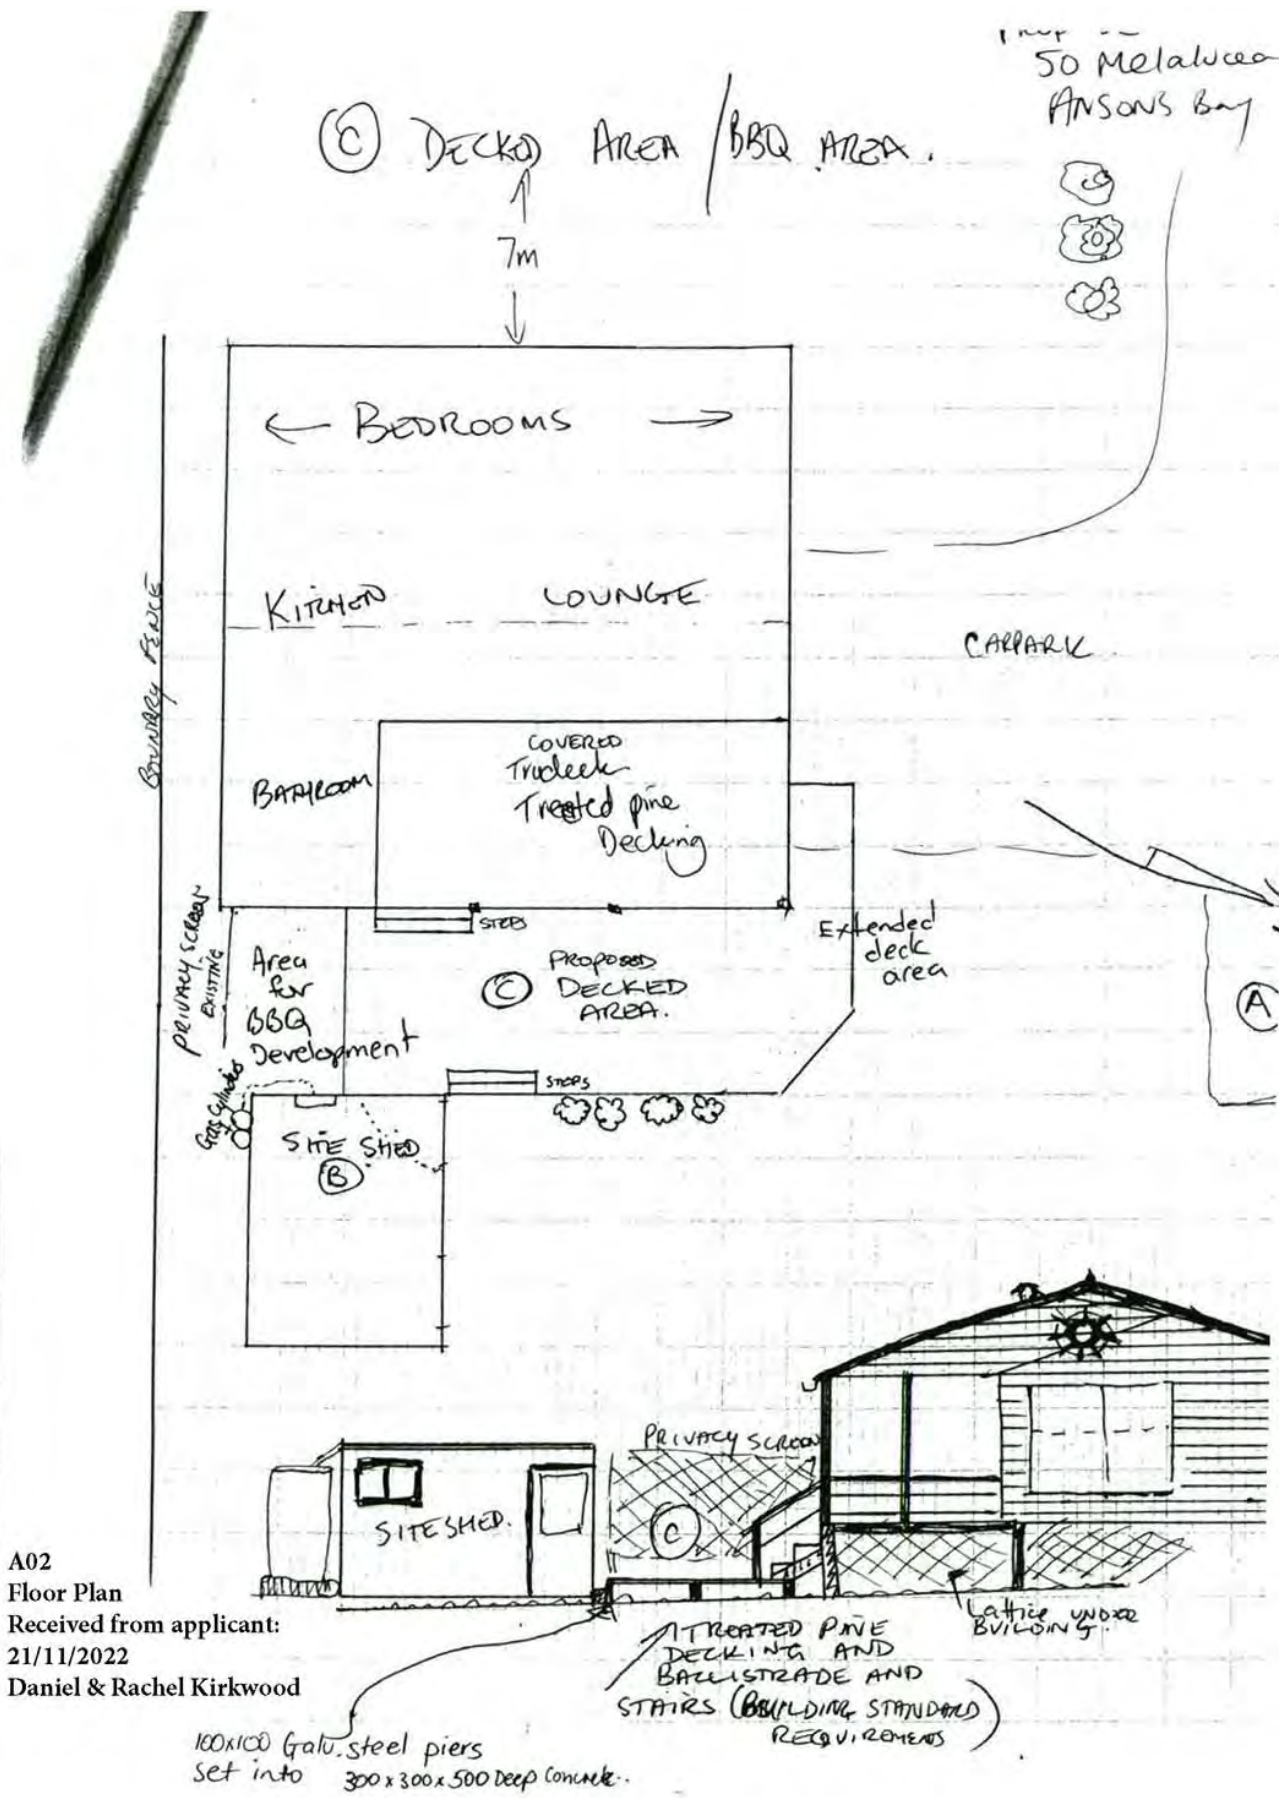 50 Melalucea
ANSONS Bay
C DECKED AREA / BBQ AREA.
7m
← BEDROOMS →
KITCHEN LOUNGE
BOUNDARY FENCE
CARPARK
COVERED
Trudeck
Treated pine
Decking
BATHROOM
STEPS
PRIVACY SCREEN
EXISTING
Area
for
BBQ
Development
C PROPOSED
DECKED
AREA.
Extended
deck
area
A
STEPS
Gas Cylinders
SITE SHED
B
PRIVACY SCREEN
SITE SHED.
C
Lattice UNDER
BUILDING.
TREATED PINE
DECKING AND
BALLISTRADE AND
STAIRS (BUILDING STANDARD
REQUIREMENTS)
100x100 Galv. steel piers
set into 300 x 300 x 500 Deep Concrete..
A02
Floor Plan
Received from applicant:
21/11/2022
Daniel & Rachel Kirkwood